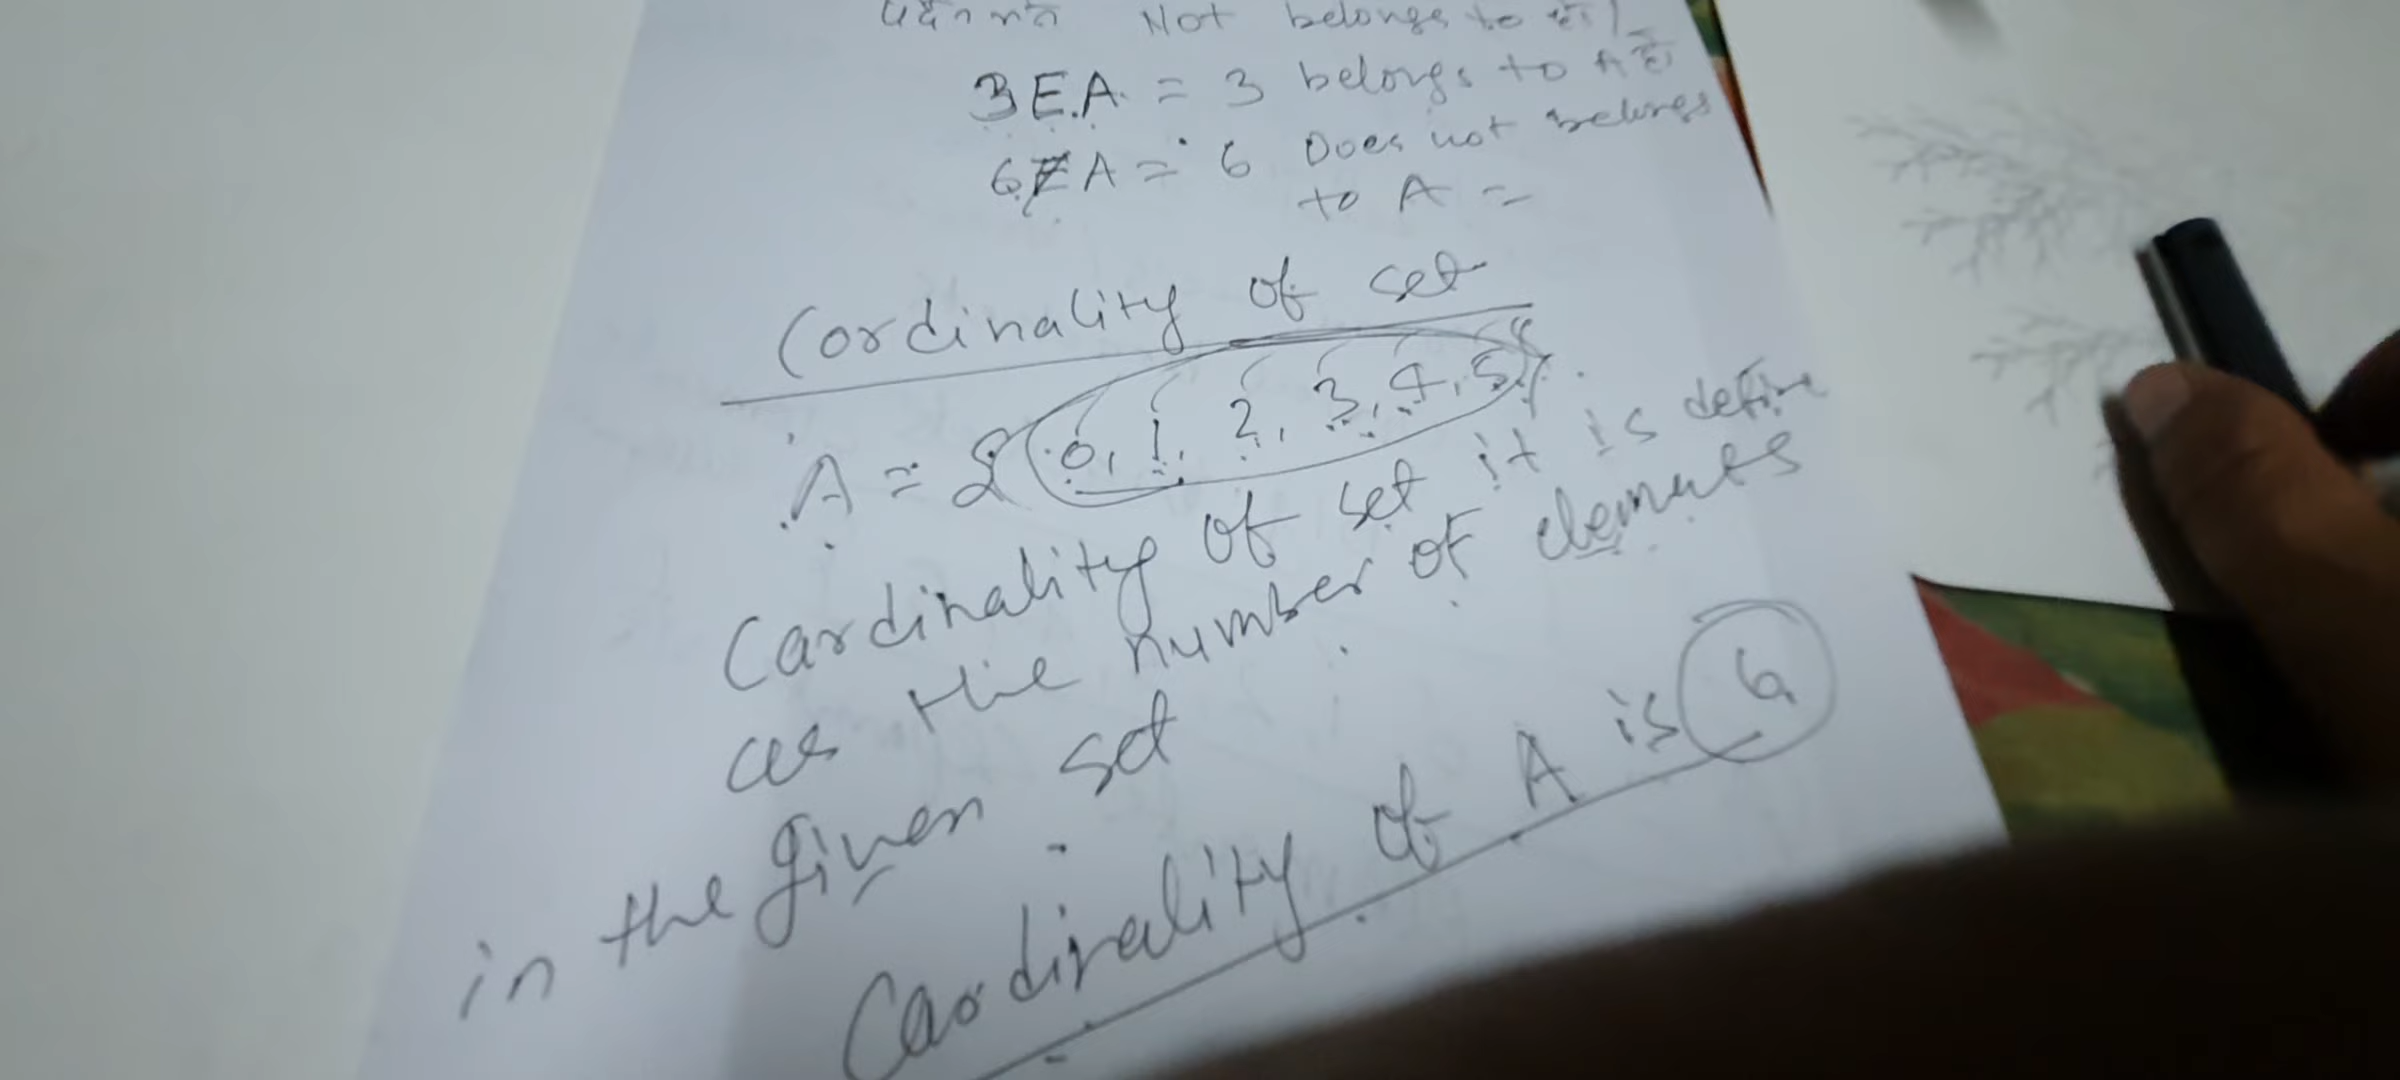 Not belongs to
3 ∈ A = 3 belongs to A
6 ∉ A = 6 Does not belongs
to A =
Cordinality of set
A = { 0, 1, 2, 3, 4, 5 }
Cardinality of set it is define
as the number of elements
in the given set
Cardinality of A is 6